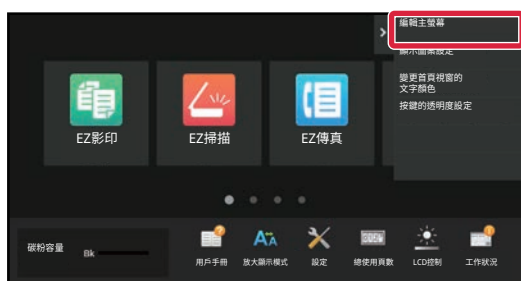 編輯主螢幕
顯示圖案設定
變更首頁視窗的
文字顏色
按鍵的透明度設定
EZ影印
EZ掃描
EZ傳真
碳粉容量
Bk
用戶手冊
放大顯示模式
設定
總使用頁數
LCD控制
工作狀況